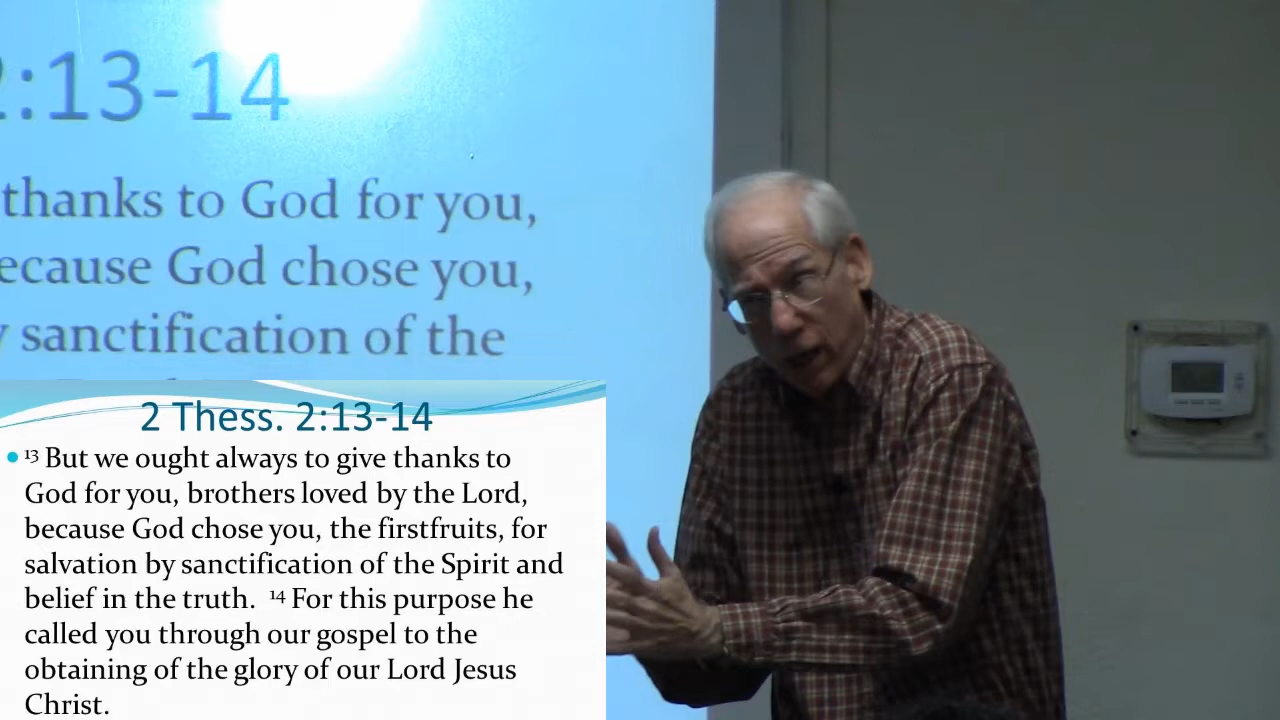 2:13-14
thanks to God for you,
ecause God chose you,
sanctification of the
2 Thess. 2:13-14
• 13 But we ought always to give thanks to
God for you, brothers loved by the Lord,
because God chose you, the firstfruits, for
salvation by sanctification of the Spirit and
belief in the truth. 14 For this purpose he
called you through our gospel to the
obtaining of the glory of our Lord Jesus
Christ.